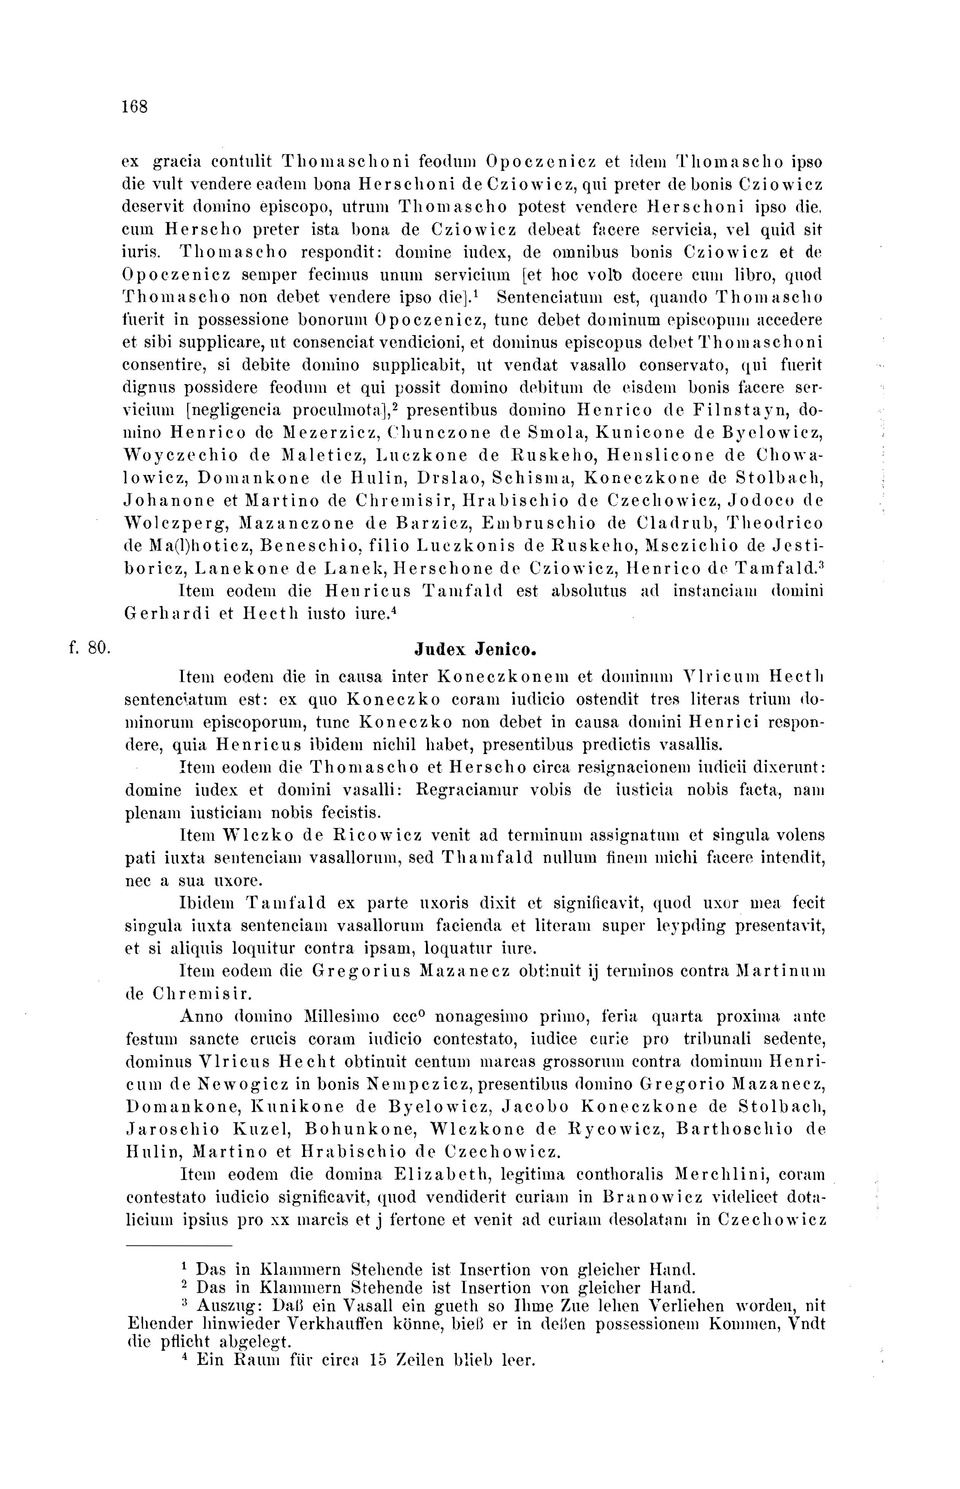 168
ex gracia contulit Thomaschoni feodum Opoczenicz et idem Thomascho ipso
die vult vendere eadem bona Herschoni de Cziowicz, qui preter de bonis Cziowicz
deservit domino episcopo, utrum Thomascho potest vendere Herschoni ipso die,
cum Herscho preter ista bona de Cziowicz debeat facere servicia, vel quid sit
iuris. Thomascho respondit: domine iudex, de omnibus bonis Cziowicz et de
Opoczenicz semper fecimus unum servicium [et hoc volo docere cum libro, quod
Thomascho non debet vendere ipso die].¹ Sentenciatum est, quando Thomascho
fuerit in possessione bonorum Opoczenicz, tunc debet dominum episcopum accedere
et sibi supplicare, ut consenciat vendicioni, et dominus episcopus debet Thomaschoni
consentire, si debite domino supplicabit, ut vendat vasallo conservato, qui fuerit
dignus possidere feodum et qui possit domino debitum de eisdem bonis facere ser-
vicium [negligencia proculmota],² presentibus domino Henrico de Filnstayn, do-
mino Henrico de Mezerzicz, Chunczone de Smola, Kunicone de Byelowicz,
Woyczechio de Maleticz, Luczkone de Ruskeho, Henslicone de Chowa-
lowicz, Domankone de Hulin, Drslao, Schisma, Koneczkone de Stolbach,
Johanone et Martino de Chremisir, Hrabischio de Czechowicz, Jodoco de
Wolczperg, Mazanczone de Barzicz, Embruschio de Cladrub, Theodrico
de Ma(l)hoticz, Beneschio, filio Luczkonis de Ruskeho, Msczichio de Jesti-
boricz, Lanekone de Lanek, Herschone de Cziowicz, Henrico de Tamfald.³
Item eodem die Henricus Tamfald est absolutus ad instanciam domini
Gerhardi et Hecth iusto iure.⁴
f. 80. Judex Jenico.
Item eodem die in causa inter Koneczkonem et dominum Vlricum Hecth
sentenciatum est: ex quo Koneczko coram iudicio ostendit tres literas trium do-
minorum episcoporum, tunc Koneczko non debet in causa domini Henrici respon-
dere, quia Henricus ibidem nichil habet, presentibus predictis vasallis.
Item eodem die Thomascho et Herscho circa resignacionem iudicii dixerunt:
domine iudex et domini vasalli: Regraciamur vobis de iusticia nobis facta, nam
plenam iusticiam nobis fecistis.
Item Wlczko de Ricowicz venit ad terminum assignatum et singula volens
pati iuxta sentenciam vasallorum, sed Thamfald nullum finem michi facere intendit,
nec a sua uxore.
Ibidem Tamfald ex parte uxoris dixit et significavit, quod uxor mea fecit
singula iuxta sentenciam vasallorum facienda et literam super leypding presentavit,
et si aliquis loquitur contra ipsam, loquatur iure.
Item eodem die Gregorius Mazanecz obtinuit ij terminos contra Martinum
de Chremisir.
Anno domino Millesimo cccº nonagesimo primo, feria quarta proxima ante
festum sancte crucis coram iudicio contestato, iudice curie pro tribunali sedente,
dominus Vlricus Hecht obtinuit centum marcas grossorum contra dominum Henri-
cum de Newogicz in bonis Nempczicz, presentibus domino Gregorio Mazanecz,
Domankone, Kunikone de Byelowicz, Jacobo Koneczkone de Stolbach,
Jaroschio Kuzel, Bohunkone, Wlczkone de Rycowicz, Barthoschio de
Hulin, Martino et Hrabischio de Czechowicz.
Item eodem die domina Elizabeth, legitima conthoralis Merchlini, coram
contestato iudicio significavit, quod vendiderit curiam in Branowicz videlicet dota-
licium ipsius pro xx marcis et j fertone et venit ad curiam desolatam in Czechowicz
¹ Das in Klammern Stehende ist Insertion von gleicher Hand.
² Das in Klammern Stehende ist Insertion von gleicher Hand.
³ Auszug: Daß ein Vasall ein gueth so Ihme Zue lehen Verliehen worden, nit
Ehender hinwieder Verkhauffen könne, bieß er in deßen possessionem Kommen, Vndt
die pflicht abgelegt.
⁴ Ein Raum für circa 15 Zeilen blieb leer.